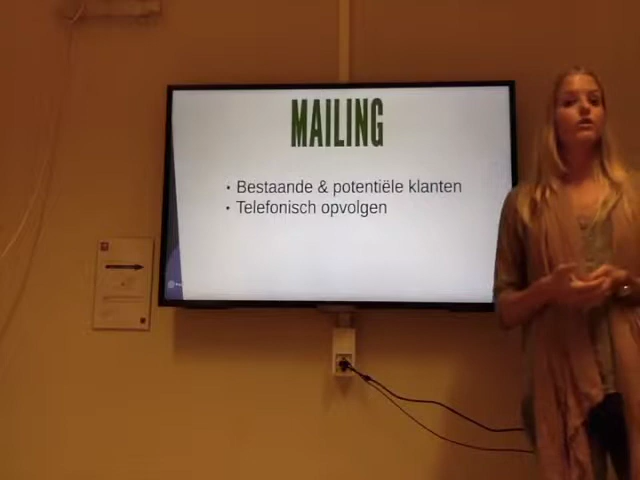 MAILING
• Bestaande & potentiële klanten
• Telefonisch opvolgen